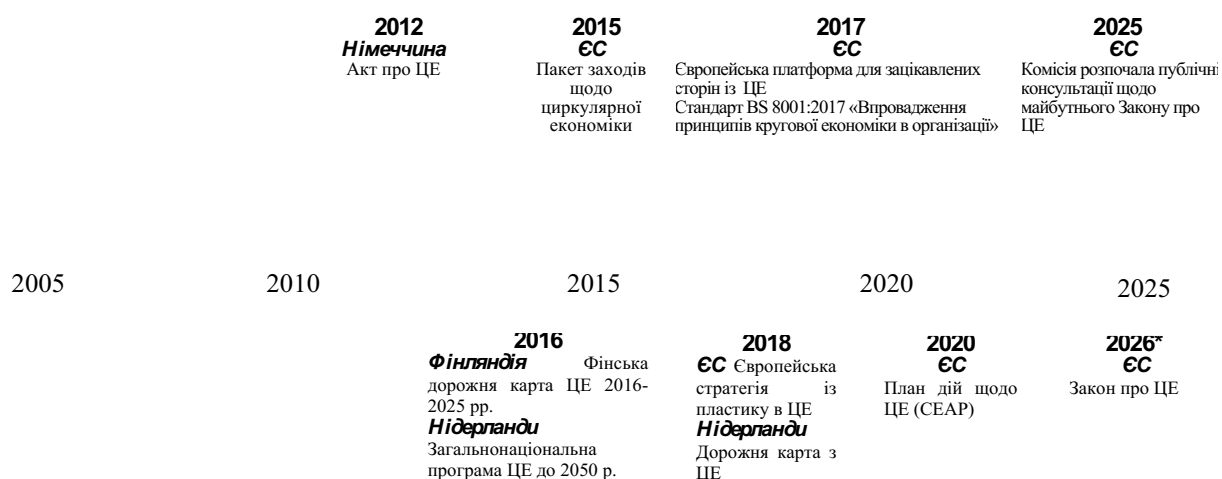 2012
Німеччина
Акт про ЦЕ
2015
ЄС
Пакет заходів
щодо
циркулярної
економіки
2017
ЄС
Європейська платформа для зацікавлених
сторін із ЦЕ
Стандарт BS 8001:2017 «Впровадження
принципів кругової економіки в організації»
2025
ЄС
Комісія розпочала публічні
консультації щодо
майбутнього Закону про
ЦЕ
2005
2010
2015
2020
2025
2016
Фінляндія Фінська
дорожня карта ЦЕ 2016-
2025 рр.
Нідерланди
Загальнонаціональна
програма ЦЕ до 2050 р.
2018
ЄС Європейська
стратегія із
пластику в ЦЕ
Нідерланди
Дорожня карта з
ЦЕ
2020
ЄС
План дій щодо
ЦЕ (CEAP)
2026*
ЄС
Закон про ЦЕ